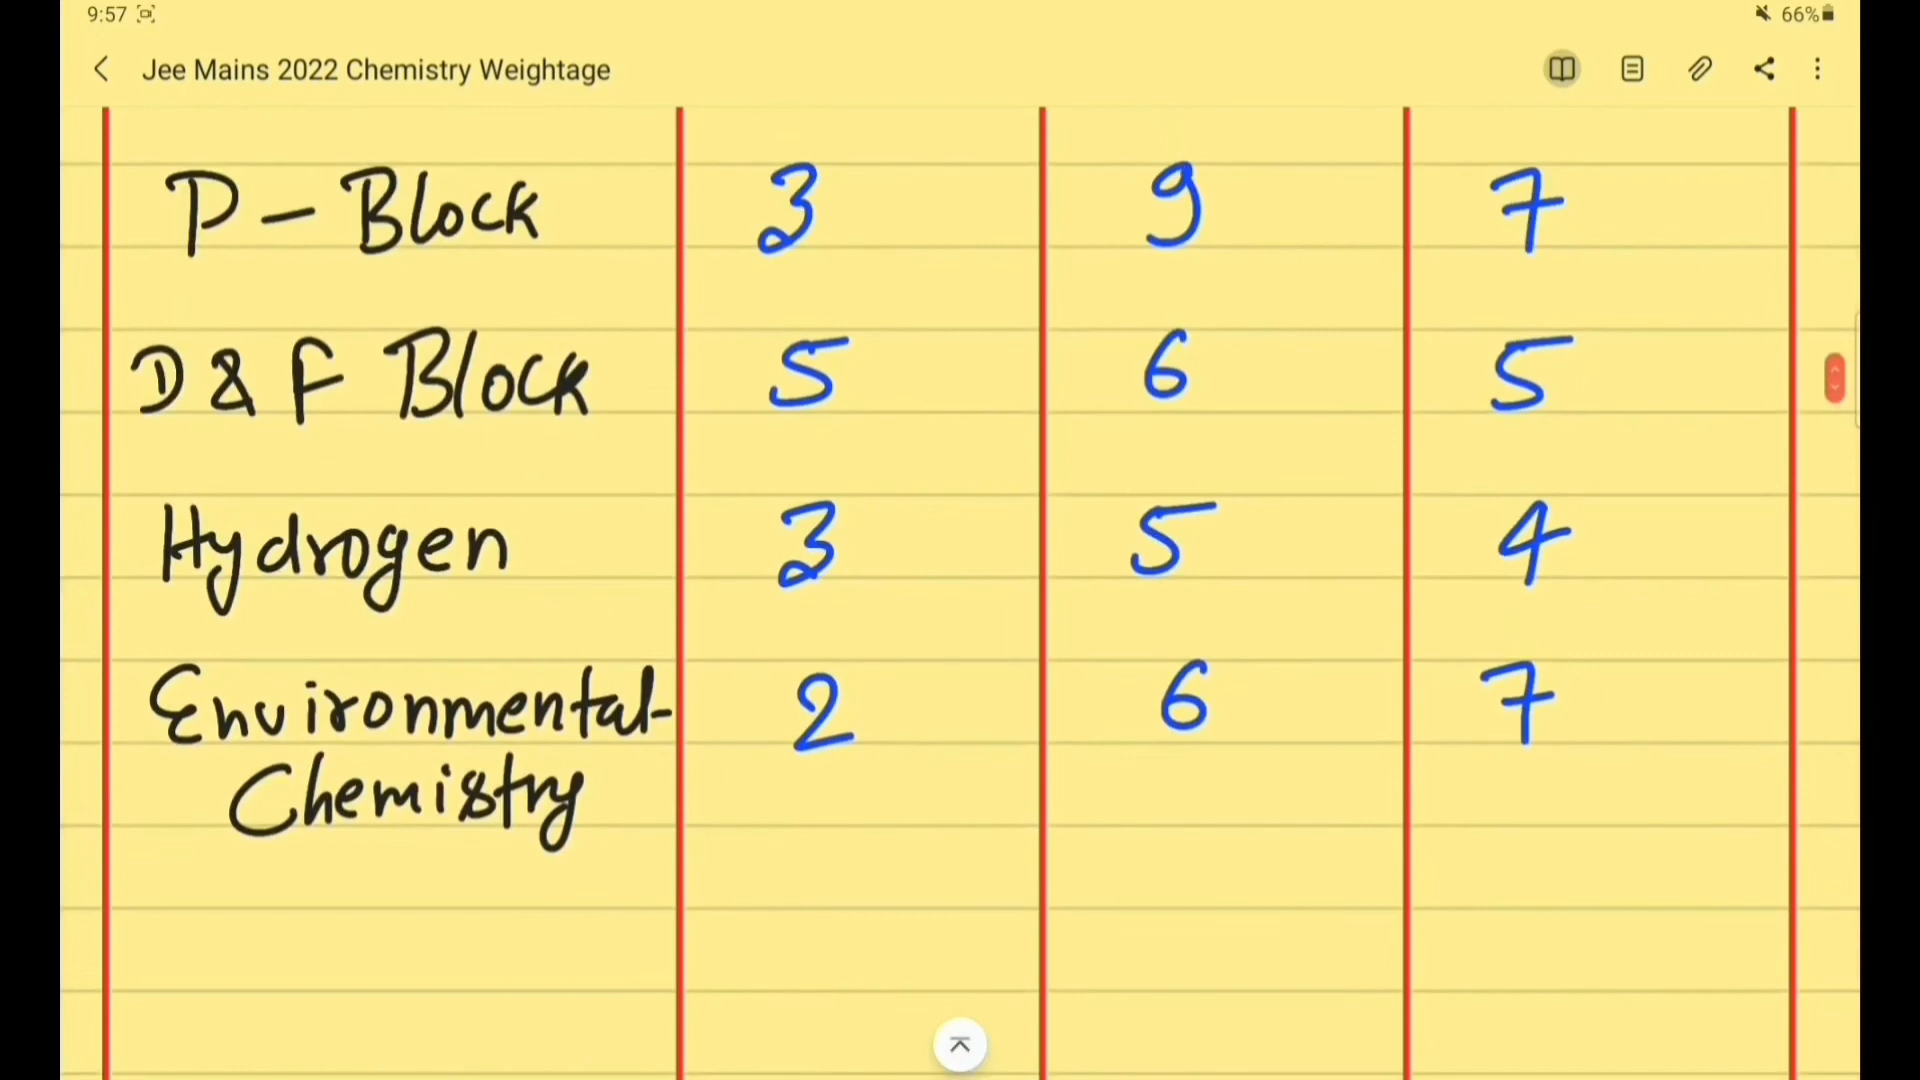 9:57 66%
Jee Mains 2022 Chemistry Weightage
P - Block 3 9 7
D & F Block 5 6 5
Hydrogen 3 5 4
Environmental- 2 6 7
Chemistry